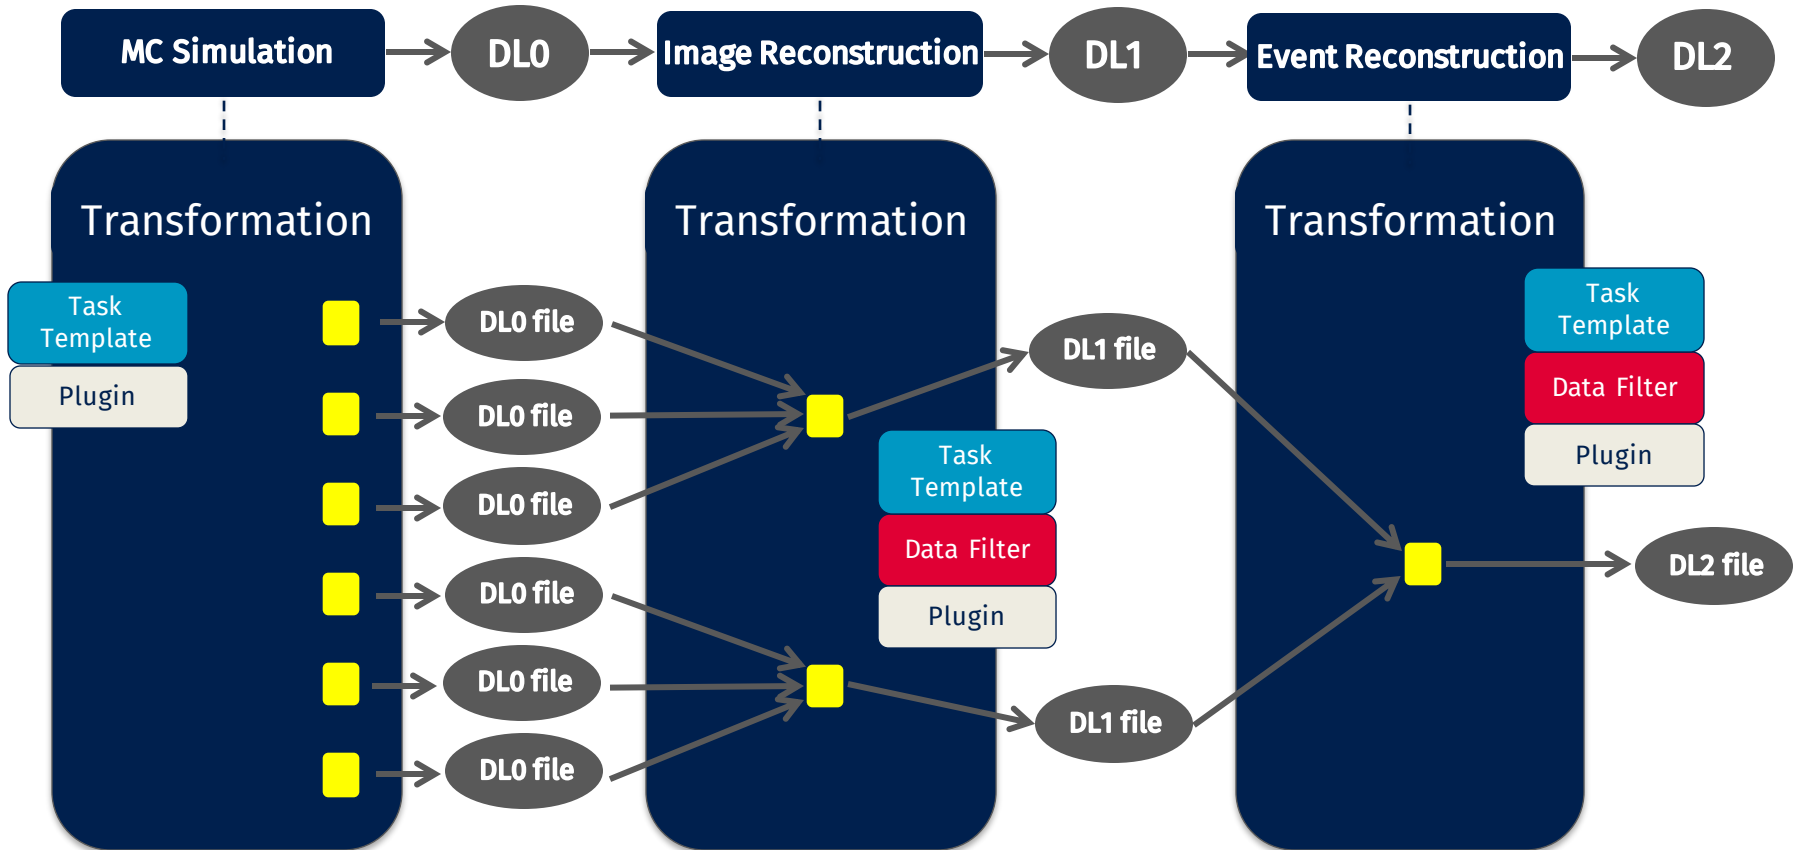 MC Simulation
DL0
Image Reconstruction
DL1
Event Reconstruction
DL2
Transformation
Transformation
Transformation
Task
Template
Plugin
DL0 file
DL0 file
DL0 file
DL0 file
DL0 file
DL0 file
Task
Template
Data Filter
Plugin
DL1 file
DL1 file
Task
Template
Data Filter
Plugin
DL2 file